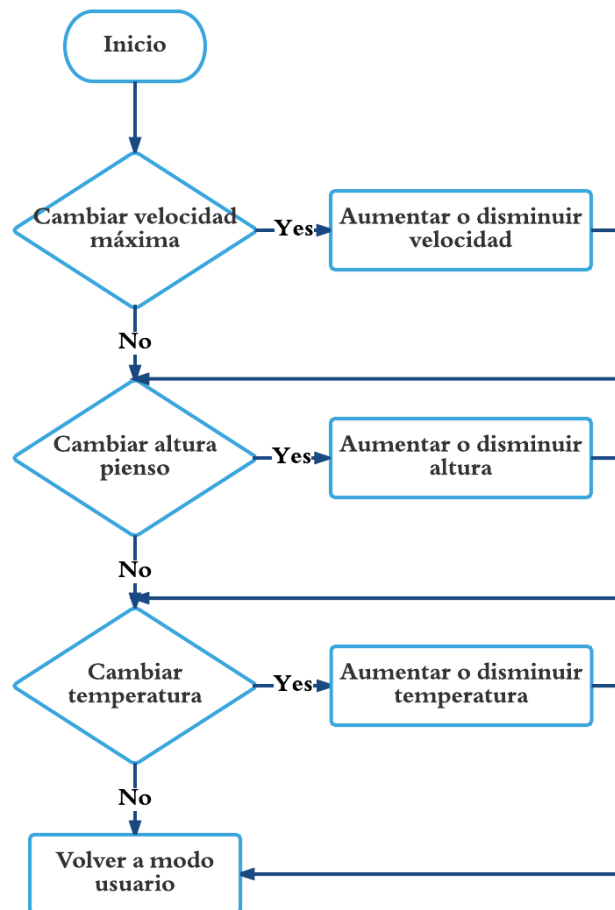 Inicio
Cambiar velocidad
máxima
Yes
Aumentar o disminuir
velocidad
No
Cambiar altura
pienso
Yes
Aumentar o disminuir
altura
No
Cambiar
temperatura
Yes
Aumentar o disminuir
temperatura
No
Volver a modo
usuario